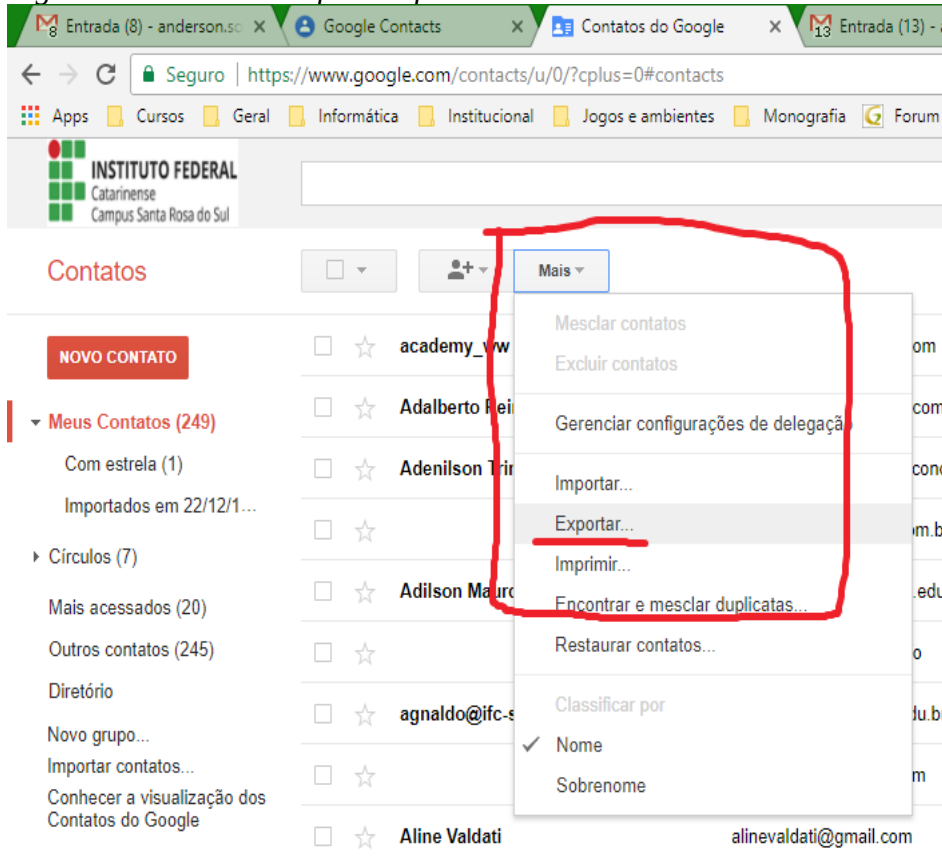 Entrada (8) - anderson.sc
Google Contacts
Contatos do Google
Entrada (13) -
Seguro | https://www.google.com/contacts/u/0/?cplus=0#contacts
Apps Cursos Geral Informática Institucional Jogos e ambientes Monografia Forum
INSTITUTO FEDERAL
Catarinense
Campus Santa Rosa do Sul
Contatos
Mais
NOVO CONTATO
Meus Contatos (249)
Com estrela (1)
Importados em 22/12/1...
Círculos (7)
Mais acessados (20)
Outros contatos (245)
Diretório
Novo grupo...
Importar contatos...
Conhecer a visualização dos
Contatos do Google
academy_ww
Adalberto
Adenilson
Adilson Mauro
agnaldo@ifc-s
Aline Valdati alinevaldati@gmail.com
Mesclar contatos
Excluir contatos
Gerenciar configurações de delegação
Importar...
Exportar...
Imprimir...
Encontrar e mesclar duplicatas...
Restaurar contatos...
Classificar por
Nome
Sobrenome